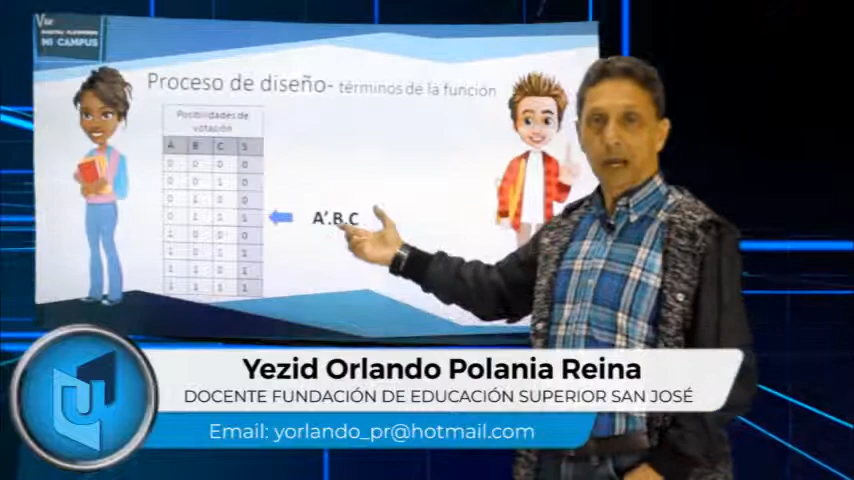 Vive
DIGITAL PLATFORMS
MI CAMPUS
Proceso de diseño- términos de la función
Posibilidades de
votación
A B C S
0 0 0 0
0 0 1 0
0 1 0 0
0 1 1 1
1 0 0 0
1 0 1 1
1 1 0 1
1 1 1 1
A'.B.C
Yezid Orlando Polania Reina
DOCENTE FUNDACIÓN DE EDUCACIÓN SUPERIOR SAN JOSÉ
Email: yorlando_pr@hotmail.com